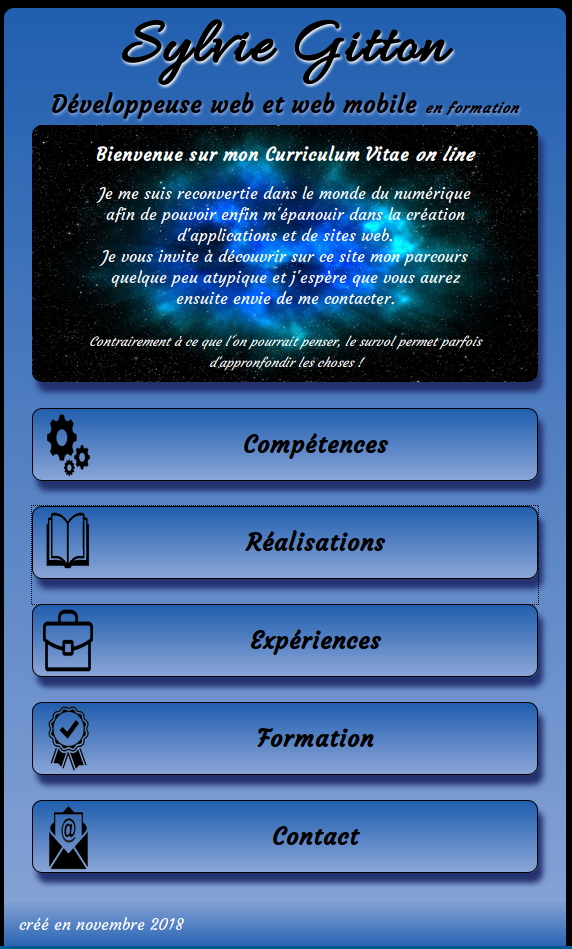 Sylvie Gitton
Développeuse web et web mobile en formation
Bienvenue sur mon Curriculum Vitae on line
Je me suis reconvertie dans le monde du numérique
afin de pouvoir enfin m'épanouir dans la création
d'applications et de sites web.
Je vous invite à découvrir sur ce site mon parcours
quelque peu atypique et j'espère que vous aurez
ensuite envie de me contacter.
Contrairement à ce que l'on pourrait penser, le survol permet parfois
d'appronfondir les choses !
Compétences
Réalisations
Expériences
Formation
@
Contact
créé en novembre 2018